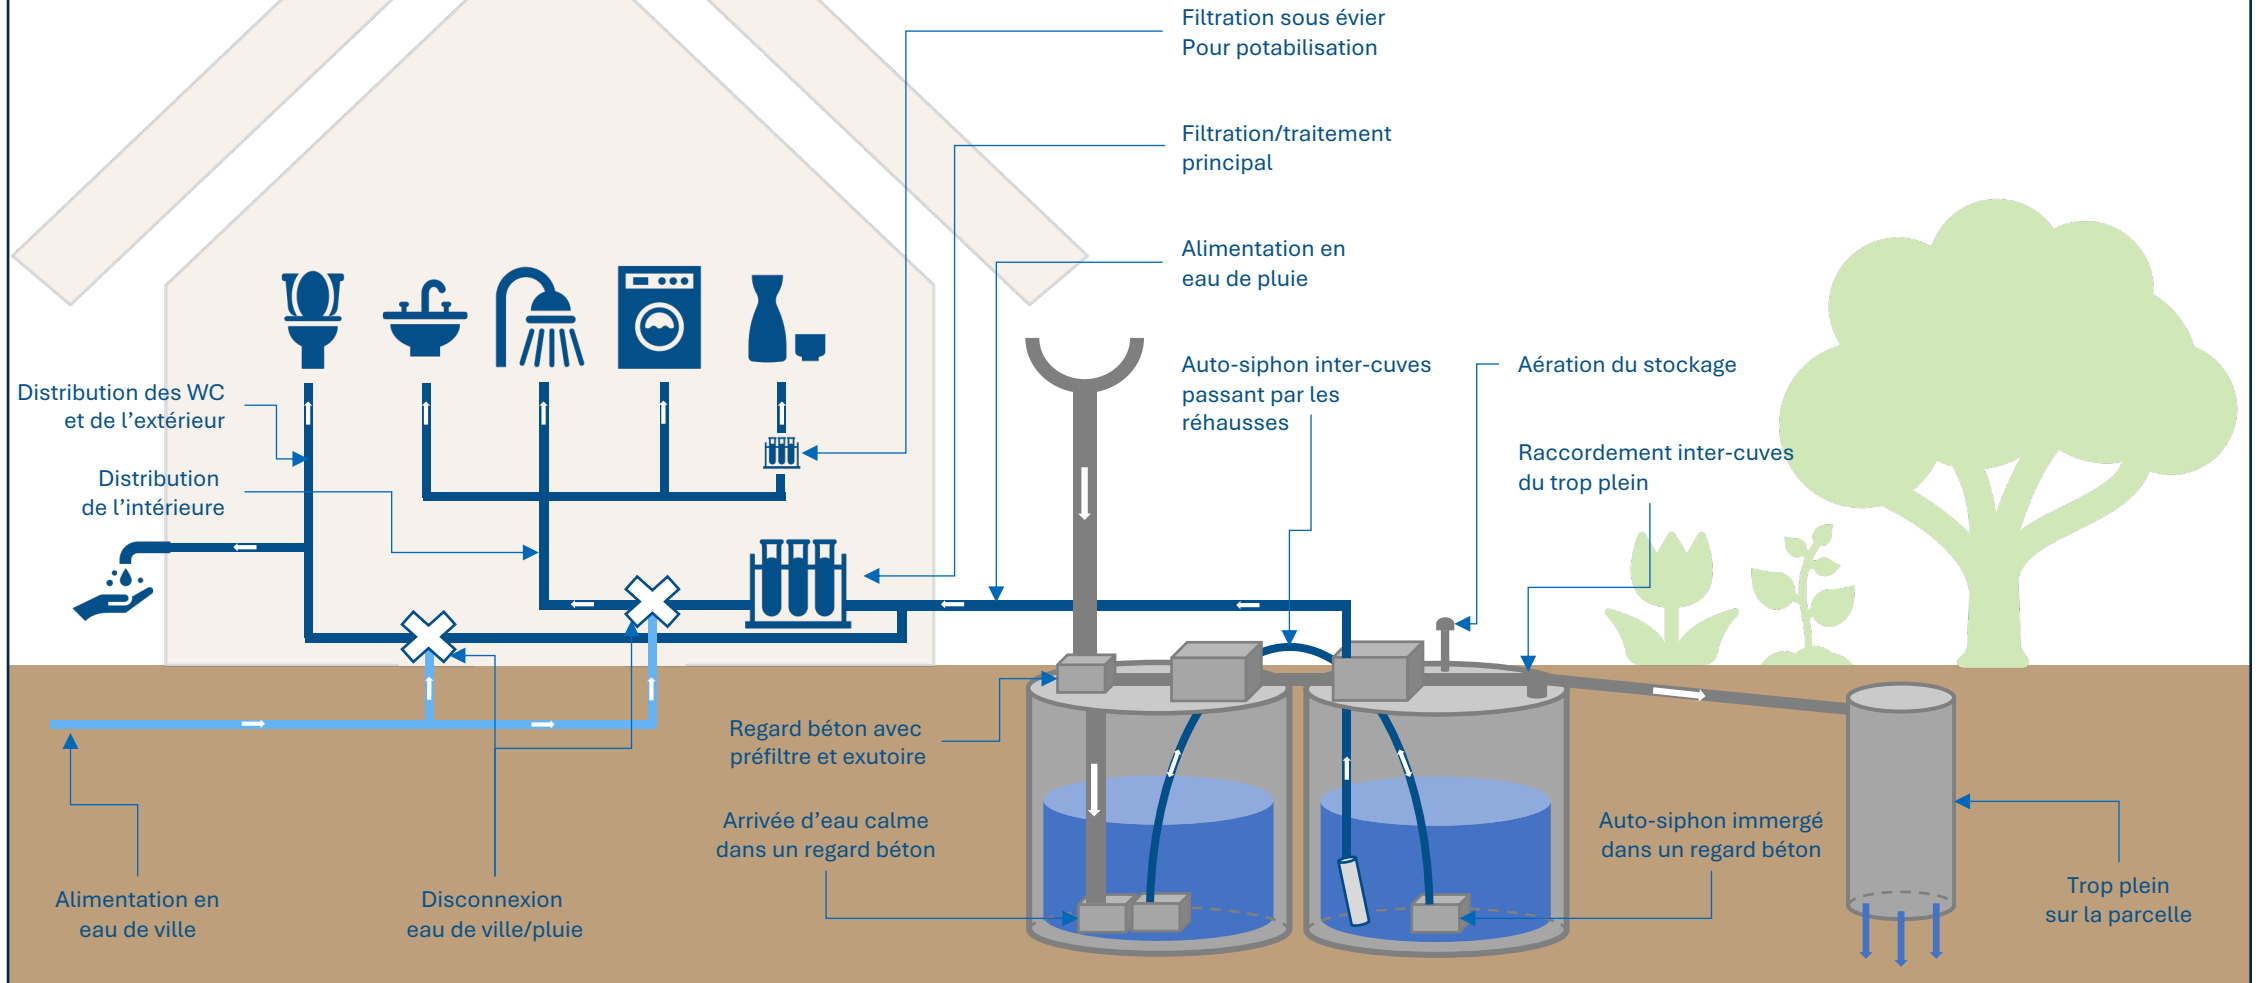 Filtration sous évier
Pour potabilisation
Filtration/traitement
principal
Alimentation en
eau de pluie
Auto-siphon inter-cuves
passant par les
réhausses
Aération du stockage
Raccordement inter-cuves
du trop plein
Distribution des WC
et de l’extérieur
Distribution
de l’intérieure
Regard béton avec
préfiltre et exutoire
Arrivée d’eau calme
dans un regard béton
Auto-siphon immergé
dans un regard béton
Alimentation en
eau de ville
Disconnexion
eau de ville/pluie
Trop plein
sur la parcelle